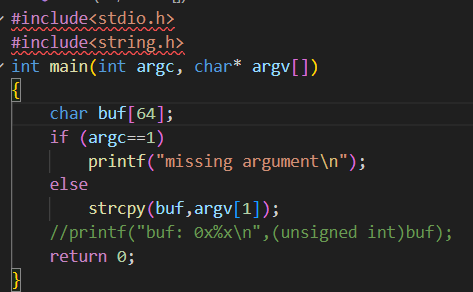 #include<stdio.h>
#include<string.h>
int main(int argc, char* argv[])
{
    char buf[64];
    if (argc==1)
        printf("missing argument\n");
    else
        strcpy(buf,argv[1]);
    //printf("buf: 0x%x\n",(unsigned int)buf);
    return 0;
}